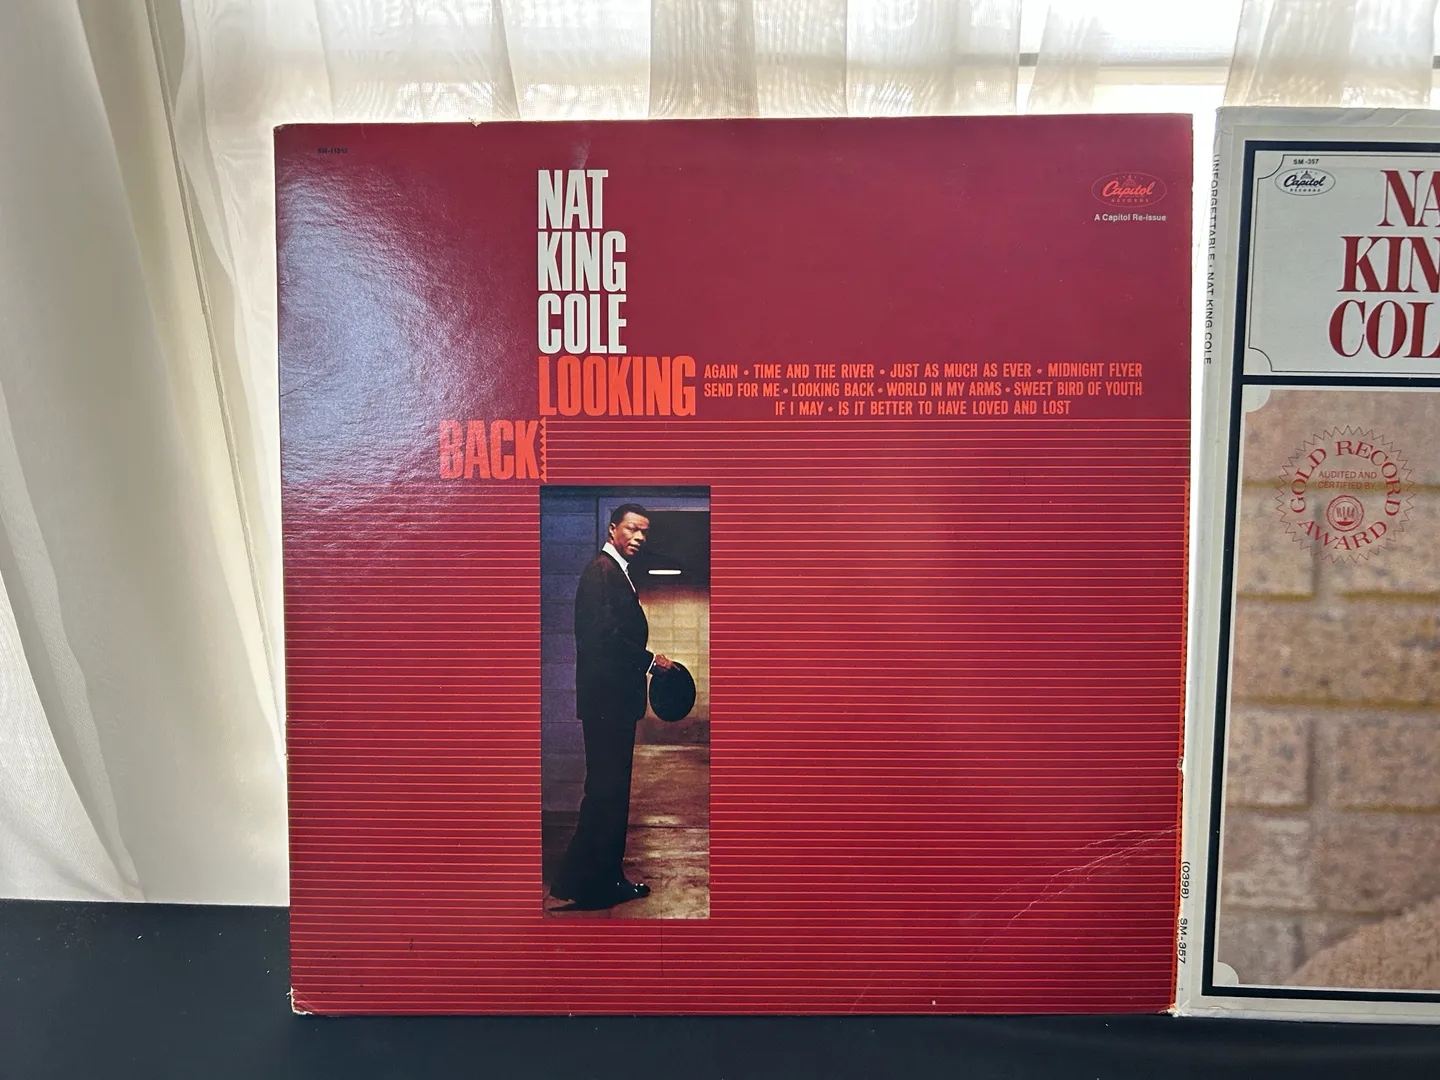 NAT
KING
COLE
LOOKING
BACK
AGAIN • TIME AND THE RIVER • JUST AS MUCH AS EVER • MIDNIGHT FLYER
SEND FOR ME • LOOKING BACK • WORLD IN MY ARMS • SWEET BIRD OF YOUTH
IF I MAY • IS IT BETTER TO HAVE LOVED AND LOST
Capitol
RECORDS
A Capitol Re-issue
UNFORGETTABLE • NAT KING COLE
(0398) SM-357
SM-357
Capitol
RECORDS
NA
KIN
COL
GOLD RECORD
AUDITED AND
CERTIFIED BY
RIAA
AWARD